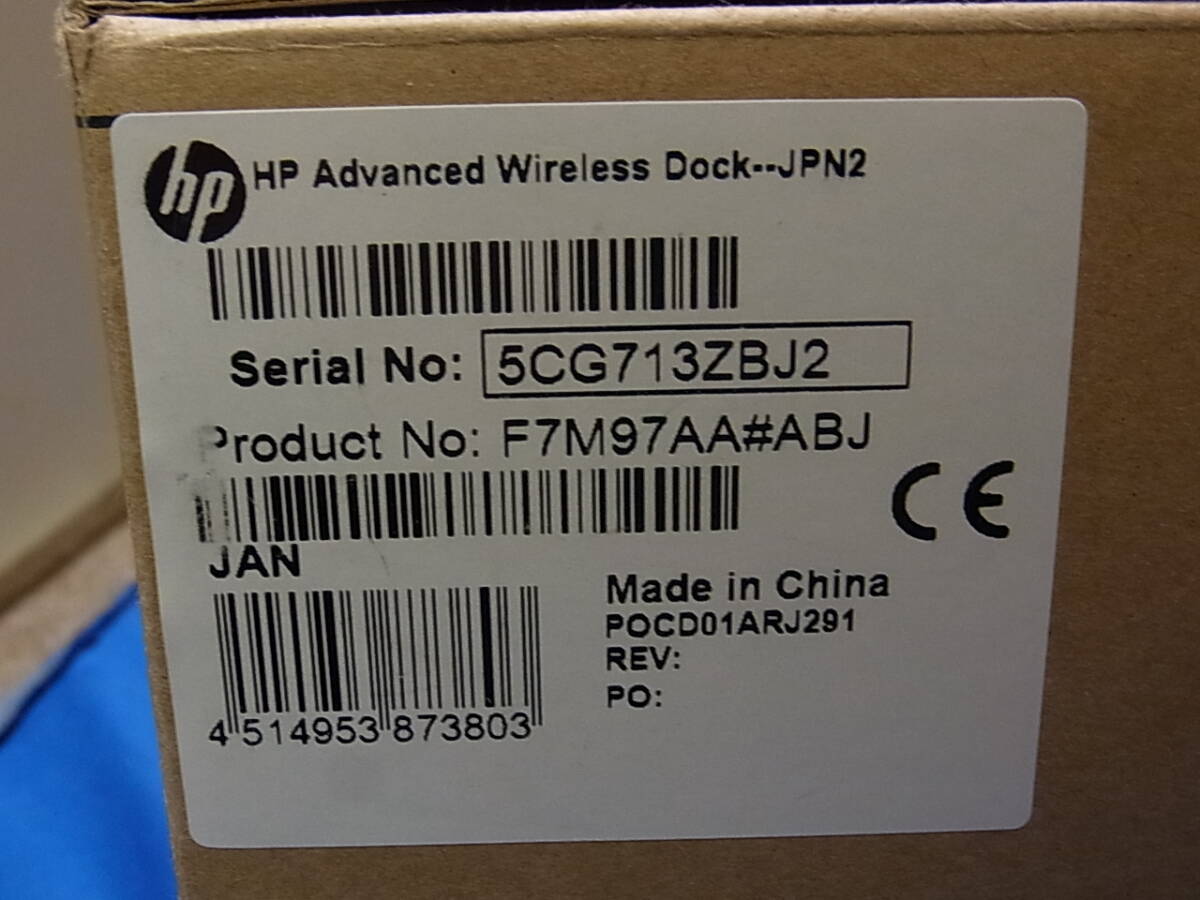 hp
HP Advanced Wireless Dock--JPN2
Serial No: 5CG713ZBJ2
Product No: F7M97AA#ABJ
CE
JAN
4 514953 873803
Made in China
POCD01ARJ291
REV:
PO: